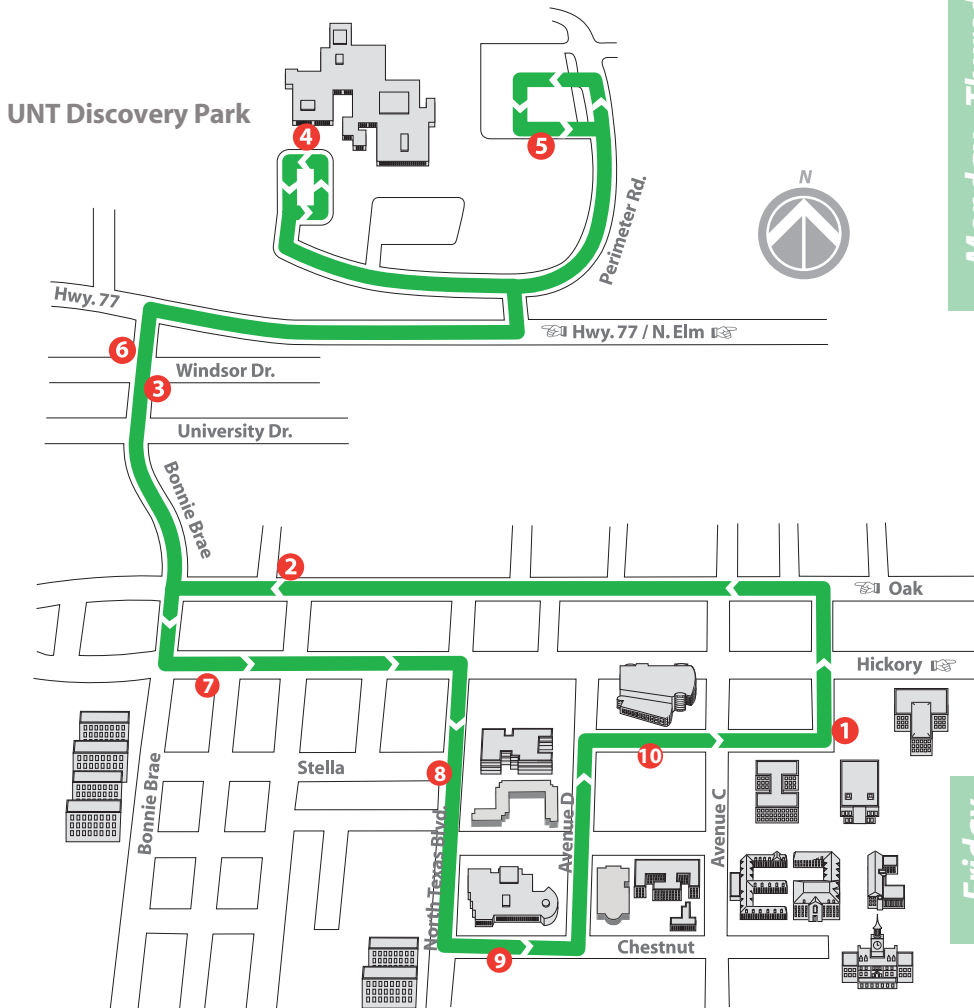 UNT Discovery Park
4
5
N
Perimeter Rd.
Hwy. 77
Hwy. 77 / N. Elm
6
Windsor Dr.
3
University Dr.
Bonnie Brae
2
Oak
Hickory
7
1
10
Stella
8
Bonnie Brae
North Texas Blvd.
Avenue D
Avenue C
Chestnut
9
Friday